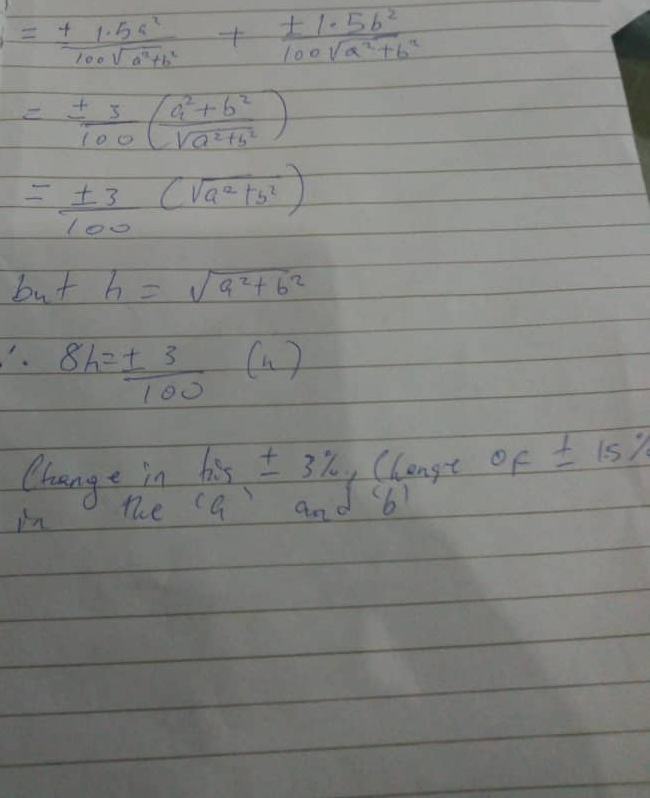 = ± 1.5a² / 100√a²+b² + ± 1.5b² / 100√a²+b²
= ± 3 / 100 (a²+b² / √a²+b²)
= ± 3 / 100 (√a²+b²)
but h = √a²+b²
∴ δh = ± 3 / 100 (h)
Change in h is ± 3%, Change of ± 1.5%
in the 'a' and 'b'